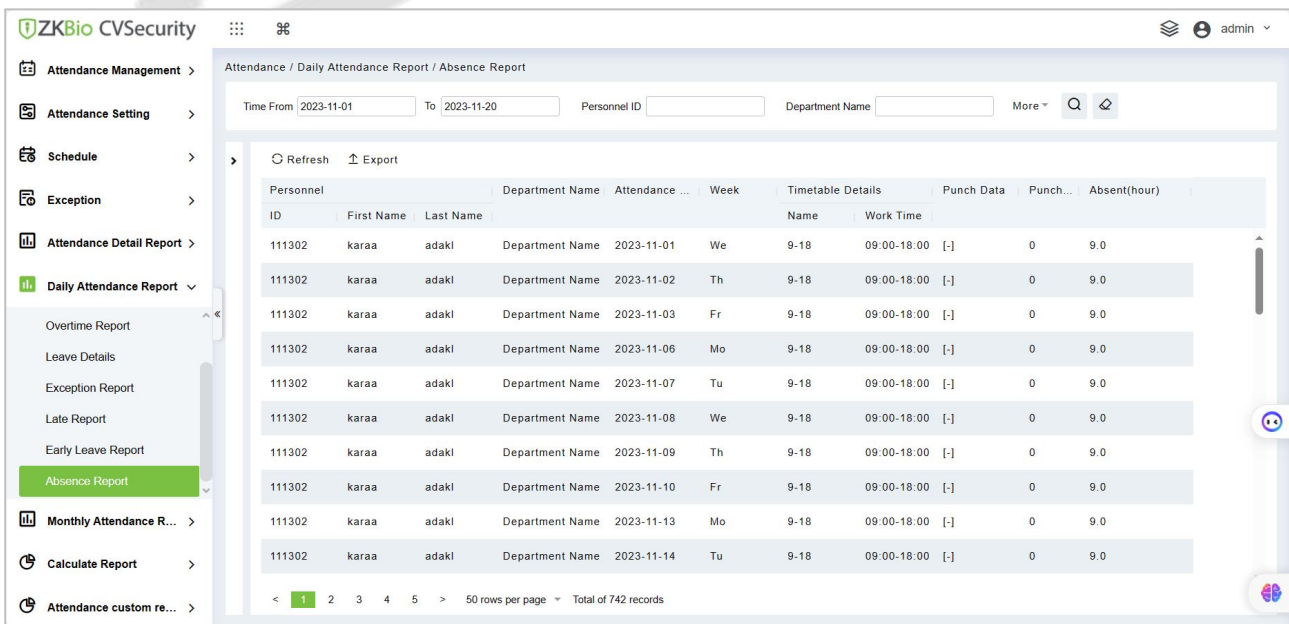 ZKBio CVSecurity
admin
Attendance Management
Attendance Setting
Schedule
Exception
Attendance Detail Report
Daily Attendance Report
Overtime Report
Leave Details
Exception Report
Late Report
Early Leave Report
Absence Report
Monthly Attendance R...
Calculate Report
Attendance custom re...
Attendance / Daily Attendance Report / Absence Report
Time From 2023-11-01 To 2023-11-20 Personnel ID Department Name More
Refresh Export
Personnel Department Name Attendance ... Week Timetable Details Punch Data Punch... Absent(hour)
ID First Name Last Name Name Work Time
111302 karaa adakl Department Name 2023-11-01 We 9-18 09:00-18:00 [-] 0 9.0
111302 karaa adakl Department Name 2023-11-02 Th 9-18 09:00-18:00 [-] 0 9.0
111302 karaa adakl Department Name 2023-11-03 Fr 9-18 09:00-18:00 [-] 0 9.0
111302 karaa adakl Department Name 2023-11-06 Mo 9-18 09:00-18:00 [-] 0 9.0
111302 karaa adakl Department Name 2023-11-07 Tu 9-18 09:00-18:00 [-] 0 9.0
111302 karaa adakl Department Name 2023-11-08 We 9-18 09:00-18:00 [-] 0 9.0
111302 karaa adakl Department Name 2023-11-09 Th 9-18 09:00-18:00 [-] 0 9.0
111302 karaa adakl Department Name 2023-11-10 Fr 9-18 09:00-18:00 [-] 0 9.0
111302 karaa adakl Department Name 2023-11-13 Mo 9-18 09:00-18:00 [-] 0 9.0
111302 karaa adakl Department Name 2023-11-14 Tu 9-18 09:00-18:00 [-] 0 9.0
< 1 2 3 4 5 > 50 rows per page Total of 742 records